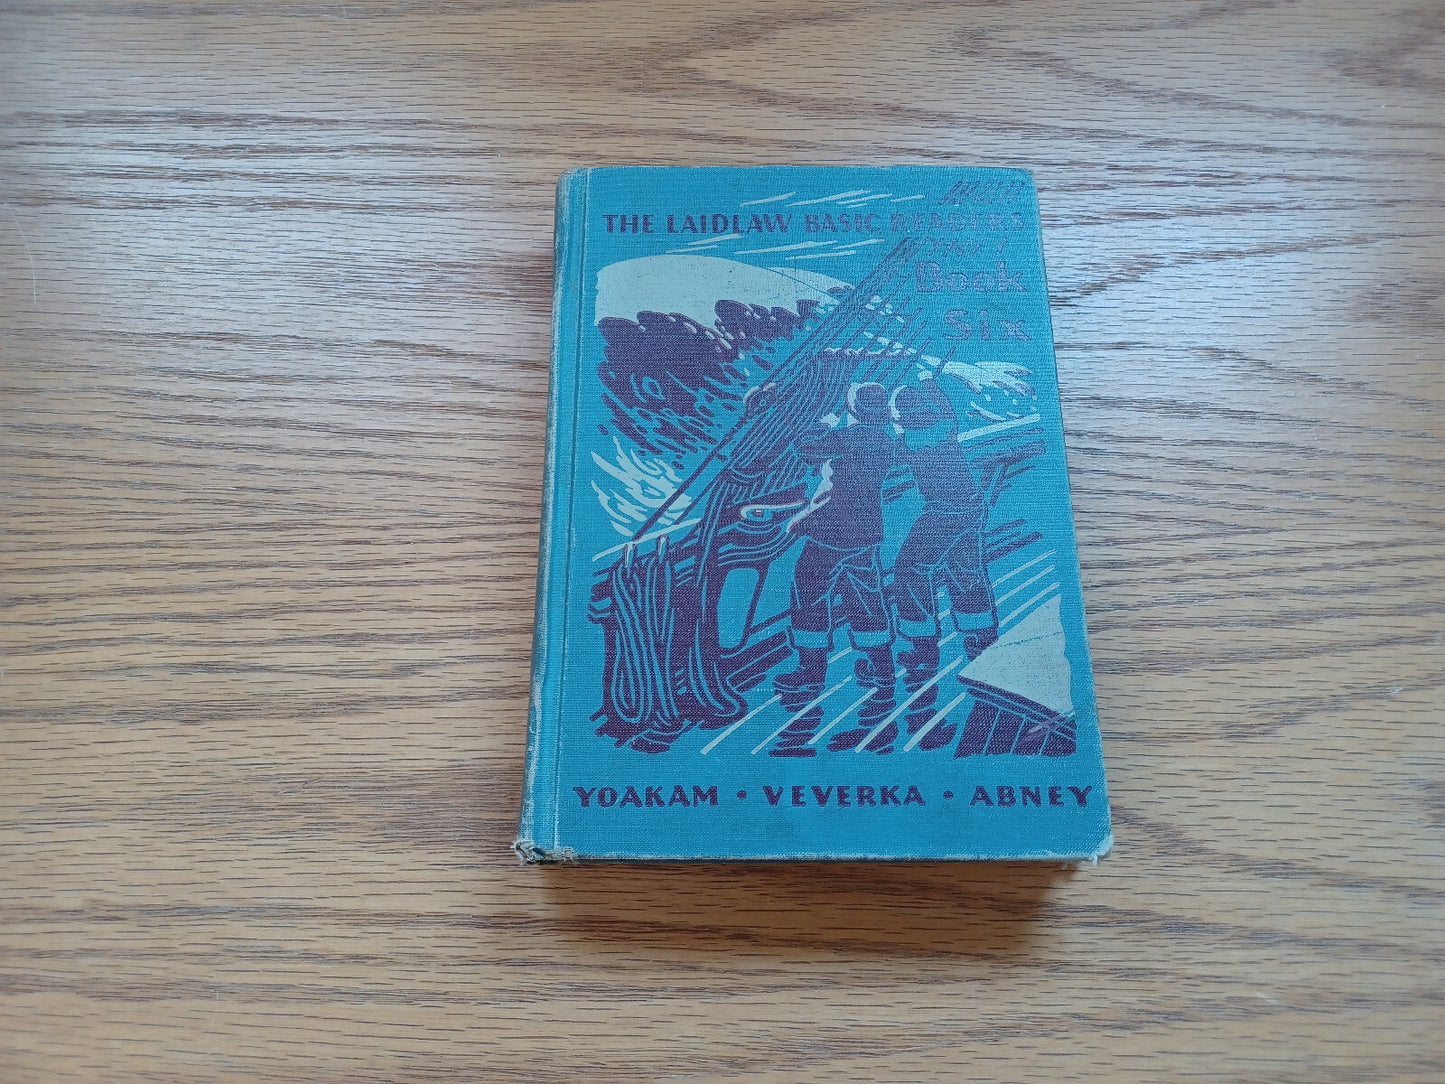 THE LAIDLAW BASIC READERS
Book
Six
YOAKAM • VEVERKA • ABNEY